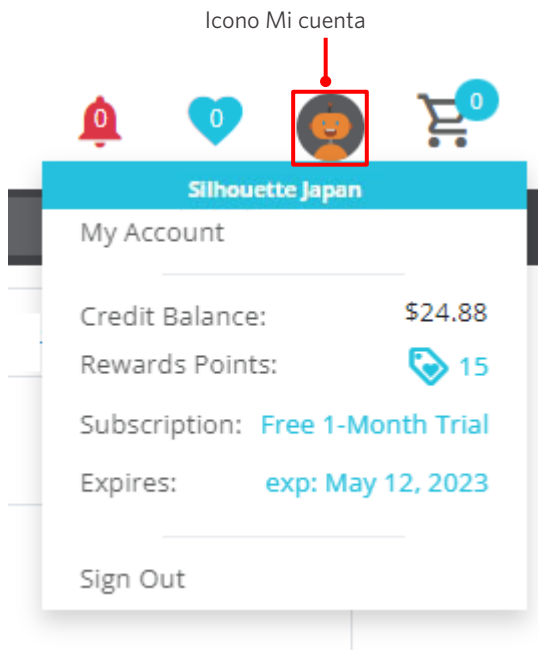 Icono Mi cuenta
0 0 0
Silhouette Japan
My Account
Credit Balance: $24.88
Rewards Points: 15
Subscription: Free 1-Month Trial
Expires: exp: May 12, 2023
Sign Out